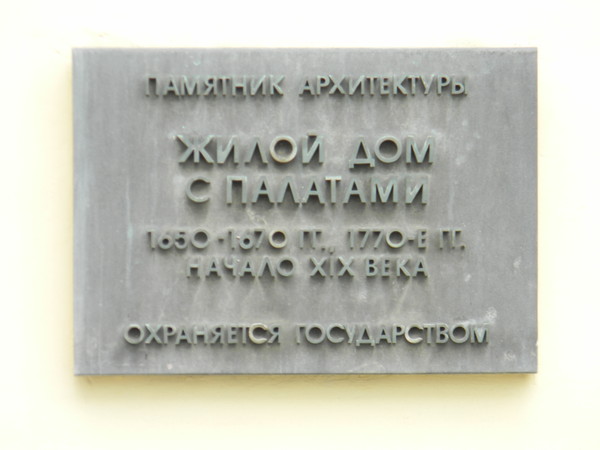 ПАМЯТНИК АРХИТЕКТУРЫ
ЖИЛОЙ ДОМ
С ПАЛАТАМИ
1650-1670 ГГ., 1770-Е ГГ.
НАЧАЛО XIX ВЕКА
ОХРАНЯЕТСЯ ГОСУДАРСТВОМ